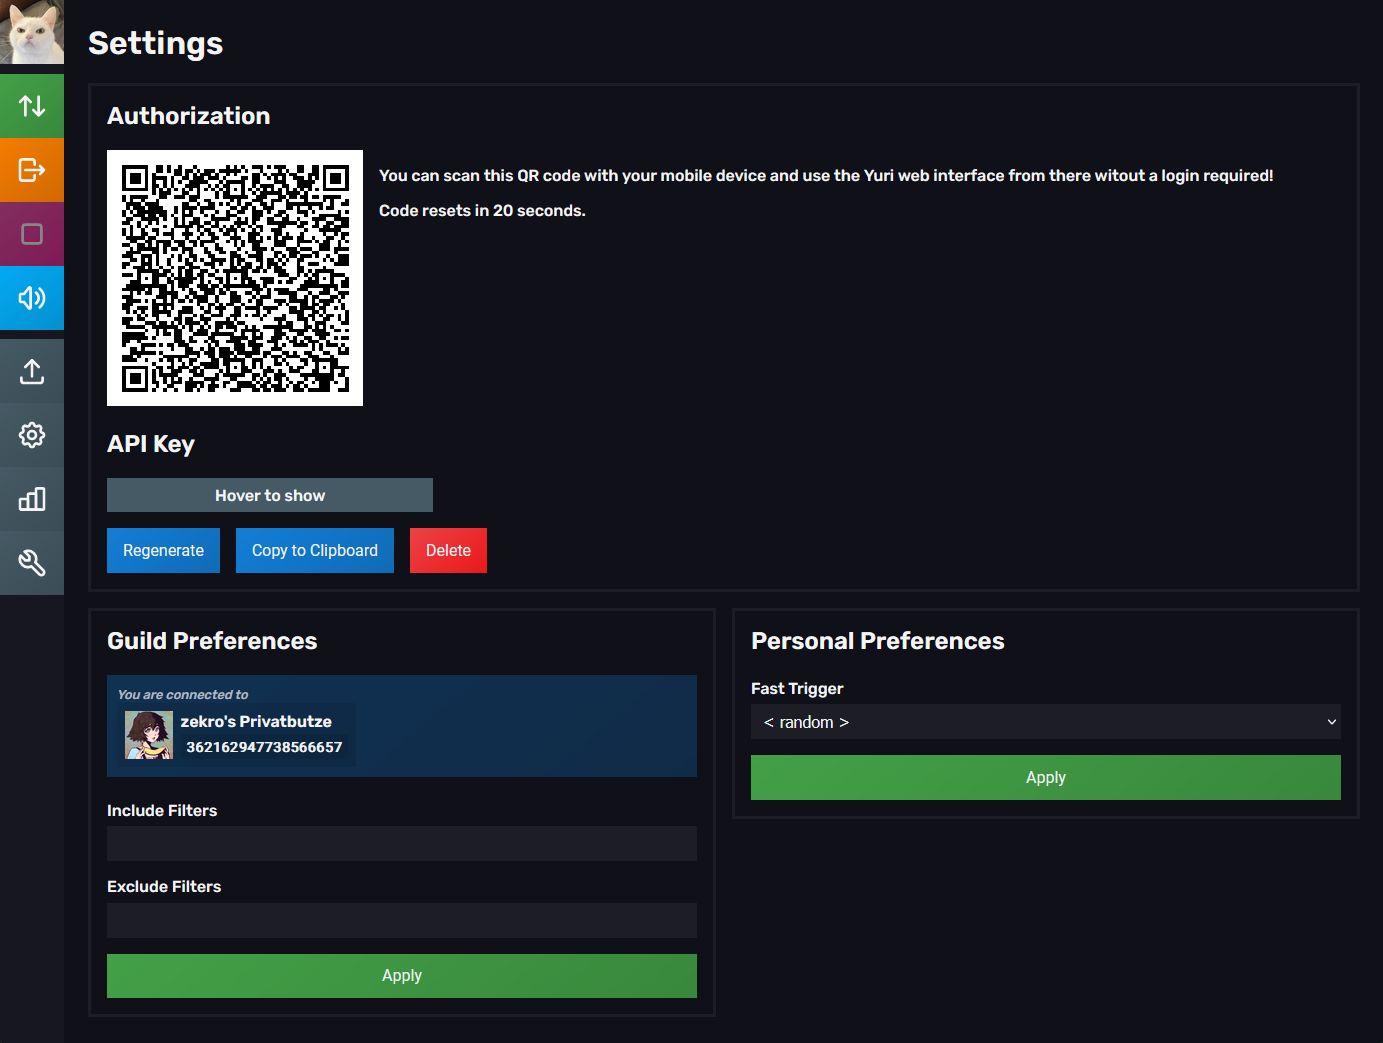 Settings
Authorization
You can scan this QR code with your mobile device and use the Yuri web interface from there witout a login required!
Code resets in 20 seconds.
API Key
Hover to show
Regenerate
Copy to Clipboard
Delete
Guild Preferences
You are connected to
zekro's Privatbutze
362162947738566657
Include Filters
Exclude Filters
Apply
Personal Preferences
Fast Trigger
< random >
Apply